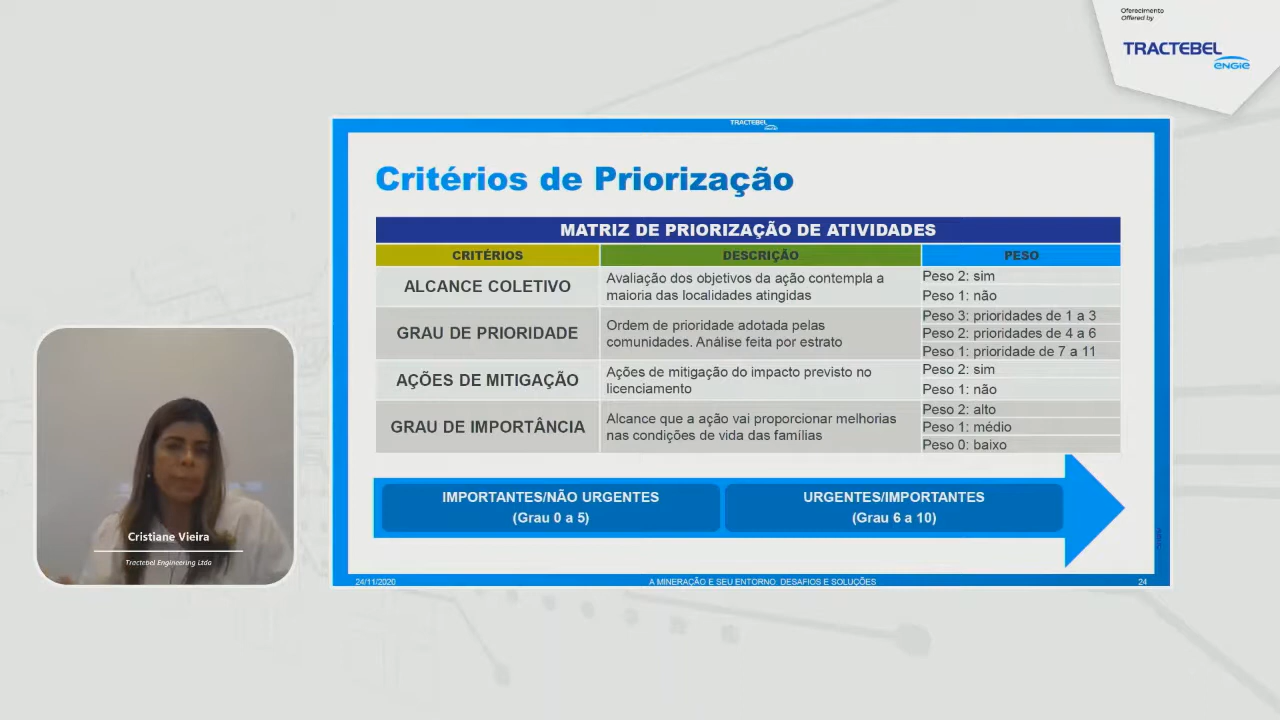 Oferecimento
Offered by
TRACTEBEL
ENGIE
TRACTEBEL
ENGIE
Critérios de Priorização
MATRIZ DE PRIORIZAÇÃO DE ATIVIDADES
CRITÉRIOS DESCRIÇÃO PESO
ALCANCE COLETIVO
Avaliação dos objetivos da ação contempla a
maioria das localidades atingidas
Peso 2: sim
Peso 1: não
GRAU DE PRIORIDADE
Ordem de prioridade adotada pelas
comunidades. Análise feita por estrato
Peso 3: prioridades de 1 a 3
Peso 2: prioridades de 4 a 6
Peso 1: prioridade de 7 a 11
AÇÕES DE MITIGAÇÃO
Ações de mitigação do impacto previsto no
licenciamento
Peso 2: sim
Peso 1: não
GRAU DE IMPORTÂNCIA
Alcance que a ação vai proporcionar melhorias
nas condições de vida das famílias
Peso 2: alto
Peso 1: médio
Peso 0: baixo
IMPORTANTES/NÃO URGENTES
(Grau 0 a 5)
URGENTES/IMPORTANTES
(Grau 6 a 10)
24/11/2020 A MINERAÇÃO E SEU ENTORNO. DESAFIOS E SOLUÇÕES 24
Cristiane Vieira
Tractebel Engineering Ltda